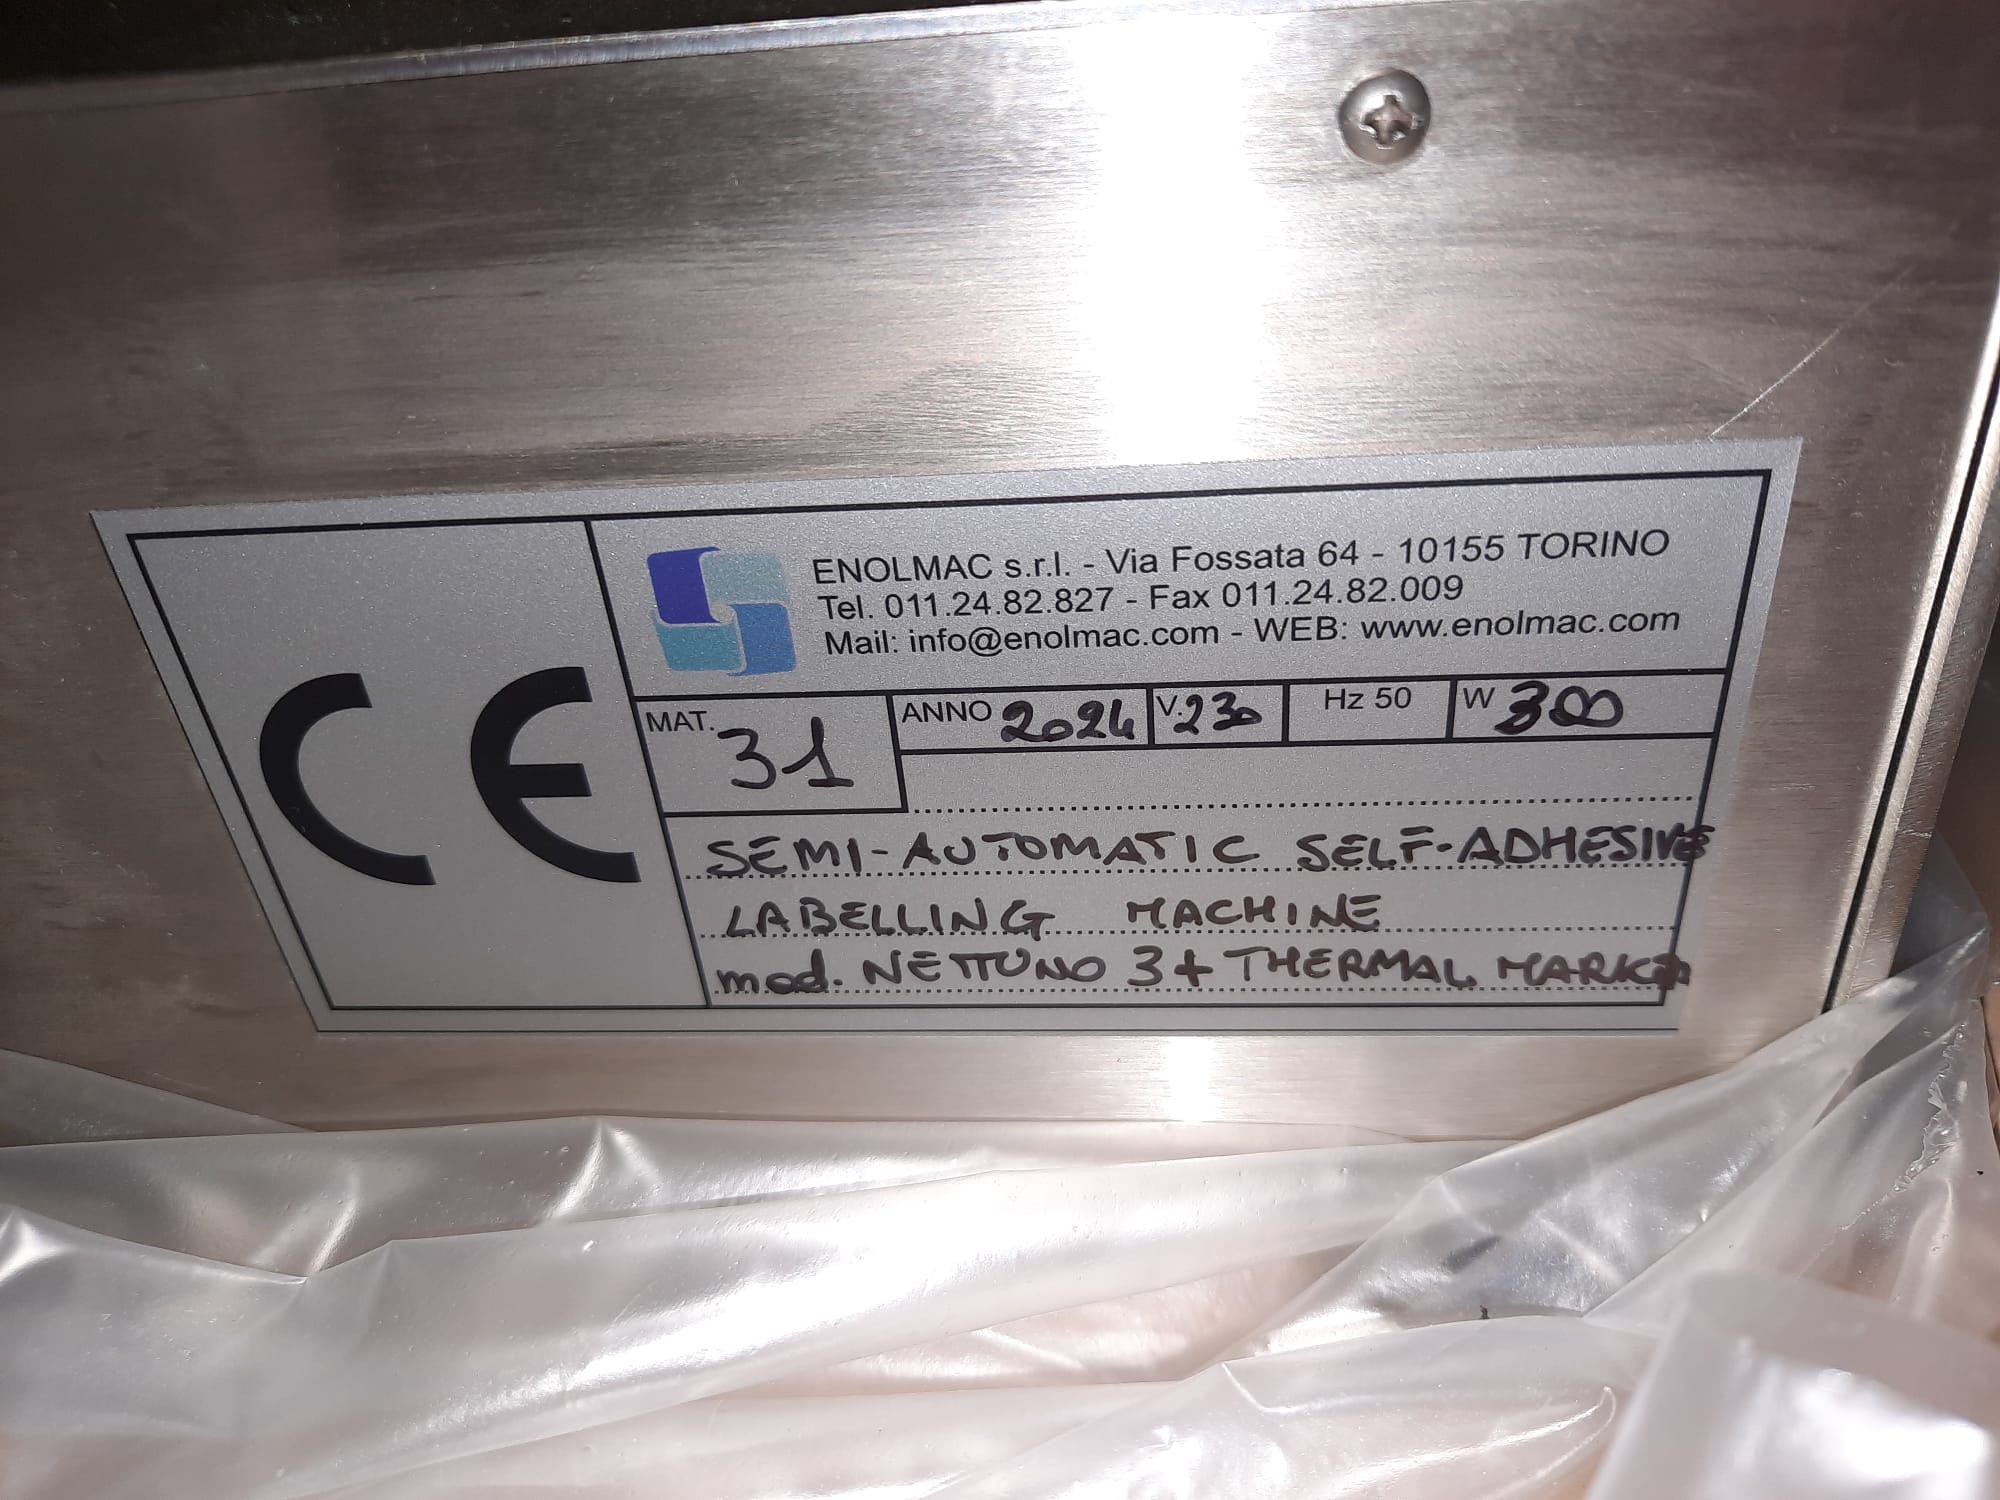 ENOLMAC s.r.l. - Via Fossata 64 - 10155 TORINO
Tel. 011.24.82.827 - Fax 011.24.82.009
Mail: info@enolmac.com - WEB: www.enolmac.com
CE
MAT. 31
ANNO 2024 V. 230 Hz 50 W 300
SEMI-AUTOMATIC SELF-ADHESIVE
LABELLING MACHINE
mod. NETTUNO 3 + THERMAL